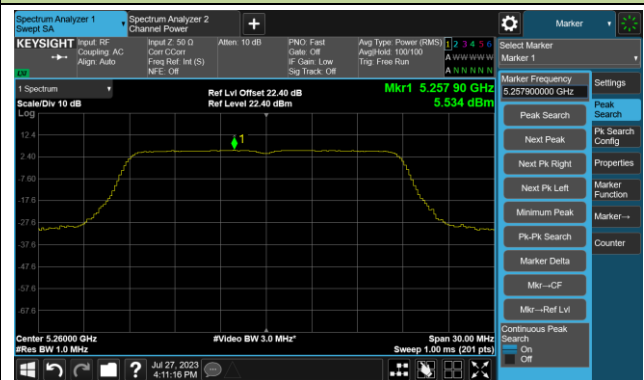 Spectrum Analyzer 1
Swept SA
Spectrum Analyzer 2
Channel Power
Marker
KEYSIGHT
Input: RF
Coupling: AC
Align: Auto
Input Z: 50 Ω
Corr CCorr
Freq Ref: Int (S)
NFE: Off
Atten: 10 dB
PNO: Fast
Gate: Off
IF Gain: Low
Sig Track: Off
Avg Type: Power (RMS)
Avg|Hold: 100/100
Trig: Free Run
1 2 3 4 5 6
A W W W W W
A N N N N N
LXI
Select Marker
Marker 1
1 Spectrum
Scale/Div 10 dB
Log
Ref Lvl Offset 22.40 dB
Ref Level 22.40 dBm
Mkr1 5.257 90 GHz
5.534 dBm
12.4
2.40
-7.60
-17.6
-27.6
-37.6
-47.6
-57.6
-67.6
1
Center 5.26000 GHz
#Res BW 1.0 MHz
#Video BW 3.0 MHz*
Span 30.00 MHz
Sweep 1.00 ms (201 pts)
Marker Frequency
5.257900000 GHz
Peak Search
Next Peak
Next Pk Right
Next Pk Left
Minimum Peak
Pk-Pk Search
Marker Delta
Mkr→CF
Mkr→Ref Lvl
Continuous Peak
Search
On
Off
Settings
Peak
Search
Pk Search
Config
Properties
Marker
Function
Marker→
Counter
Jul 27, 2023
4:11:16 PM